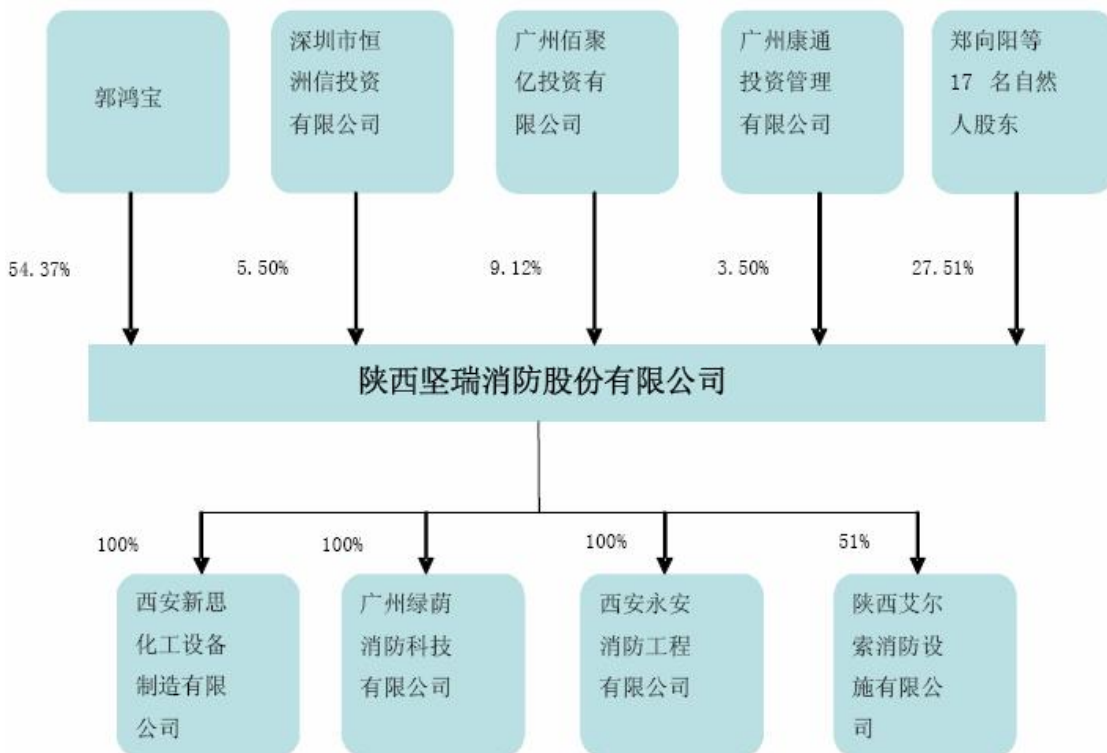 郭鸿宝
深圳市恒
洲信投资
有限公司
广州佰聚
亿投资有
限公司
广州康通
投资管理
有限公司
郑向阳等
17 名自然
人股东
54.37%
5.50%
9.12%
3.50%
27.51%
陕西坚瑞消防股份有限公司
100%
100%
100%
51%
西安新思
化工设备
制造有限
公司
广州绿荫
消防科技
有限公司
西安永安
消防工程
有限公司
陕西艾尔
索消防设
施有限公
司